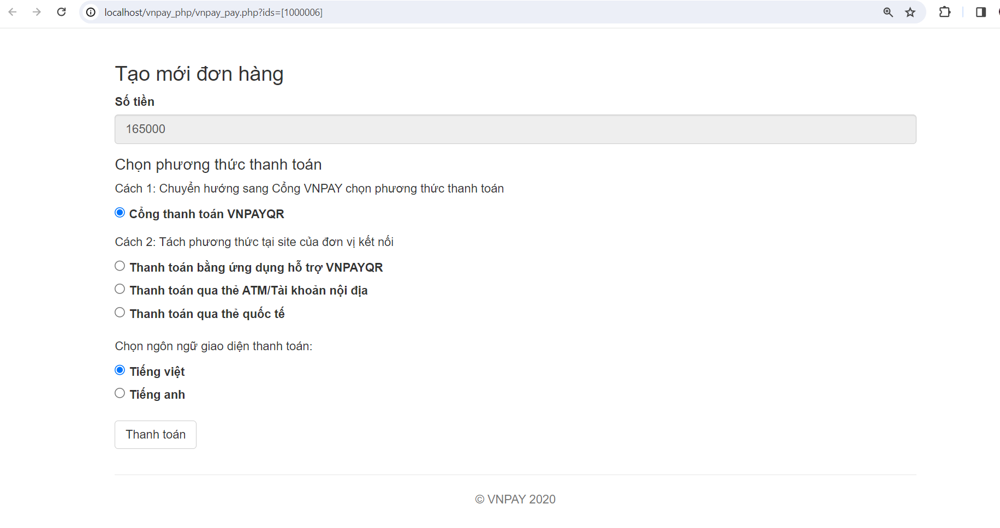 localhost/vnpay_php/vnpay_pay.php?ids=[1000006]
Tạo mới đơn hàng
Số tiền
165000
Chọn phương thức thanh toán
Cách 1: Chuyển hướng sang Cổng VNPAY chọn phương thức thanh toán
Cổng thanh toán VNPAYQR
Cách 2: Tách phương thức tại site của đơn vị kết nối
Thanh toán bằng ứng dụng hỗ trợ VNPAYQR
Thanh toán qua thẻ ATM/Tài khoản nội địa
Thanh toán qua thẻ quốc tế
Chọn ngôn ngữ giao diện thanh toán:
Tiếng việt
Tiếng anh
Thanh toán
© VNPAY 2020